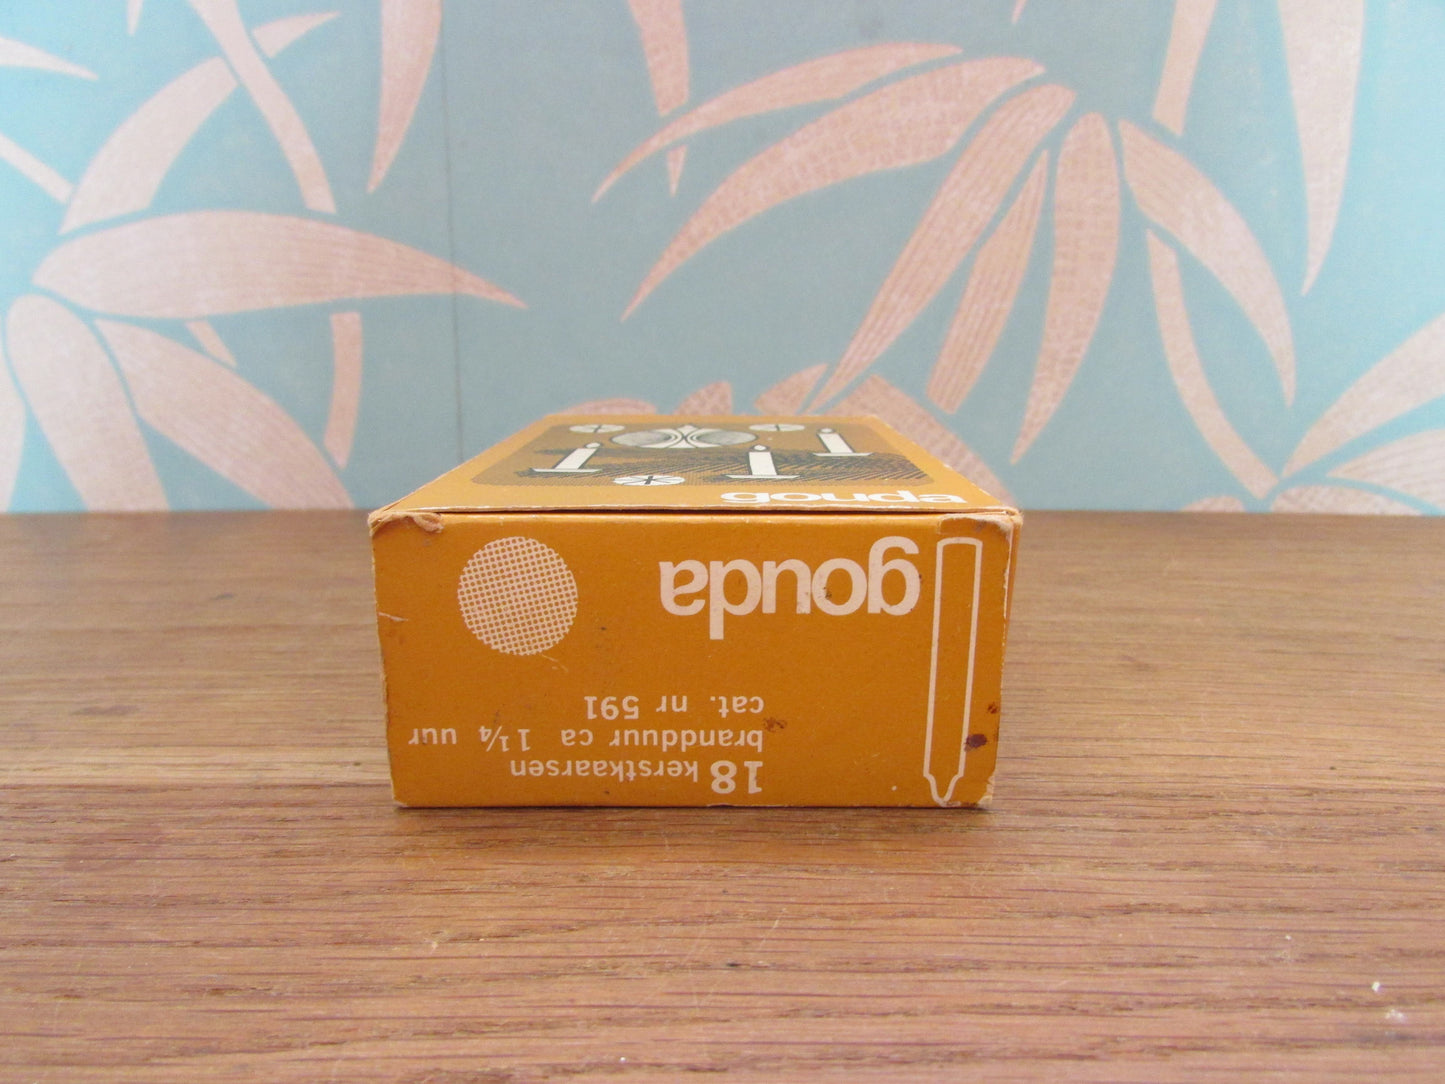 gouda
18 kerstkaarsen
brandduur ca 1¼ uur
cat. nr 591
gouda